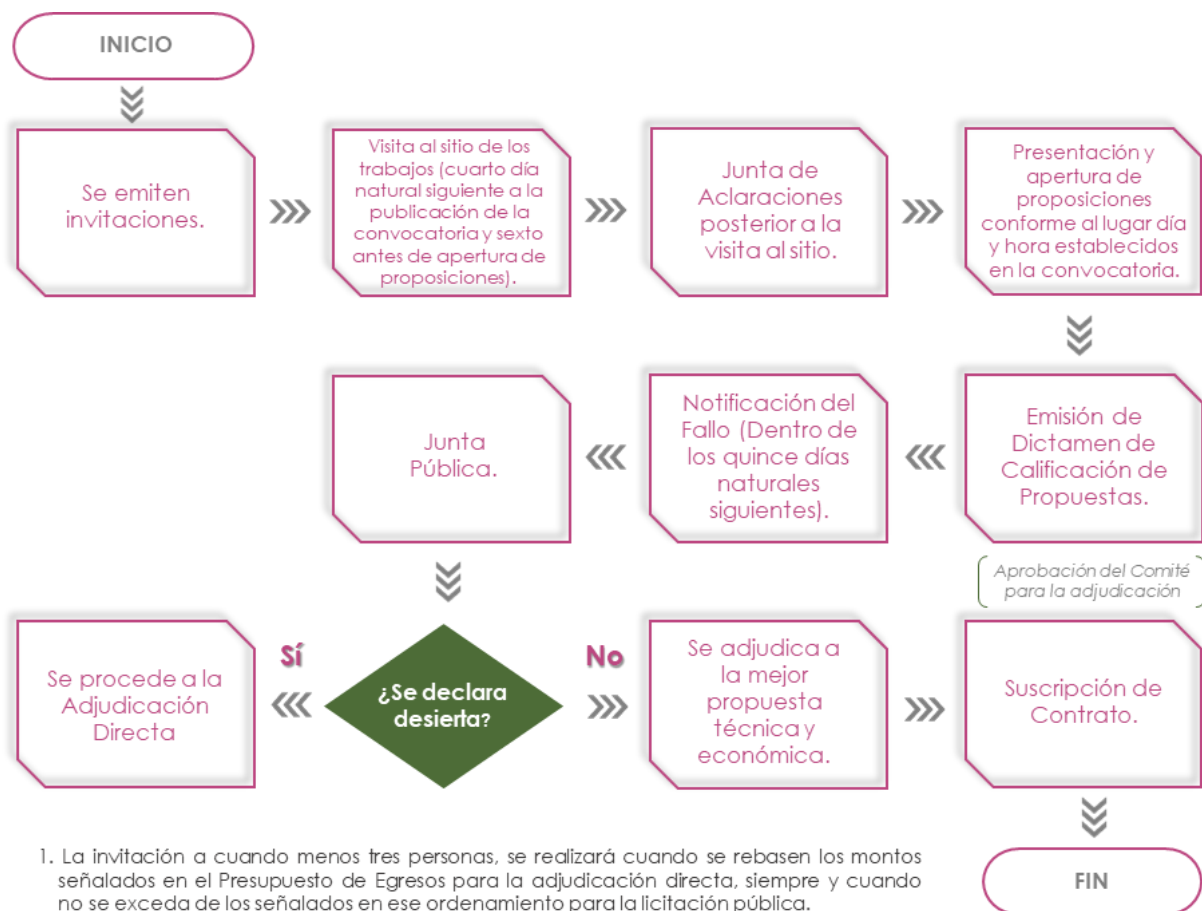 INICIO
Se emiten
invitaciones.
Visita al sitio de los
trabajos (cuarto día
natural siguiente a la
publicación de la
convocatoria y sexto
antes de apertura de
proposiciones).
Junta de
Aclaraciones
posterior a la
visita al sitio.
Presentación y
apertura de
proposiciones
conforme al lugar día
y hora establecidos
en la convocatoria.
Emisión de
Dictamen de
Calificación de
Propuestas.
Aprobación del Comité
para la adjudicación
Notificación del
Fallo (Dentro de
los quince días
naturales
siguientes).
Junta
Pública.
¿Se declara
desierta?
Sí
Se procede a la
Adjudicación
Directa
No
Se adjudica a
la mejor
propuesta
técnica y
económica.
Suscripción de
Contrato.
FIN
1. La invitación a cuando menos tres personas, se realizará cuando se rebasen los montos
señalados en el Presupuesto de Egresos para la adjudicación directa, siempre y cuando
no se exceda de los señalados en ese ordenamiento para la licitación pública.